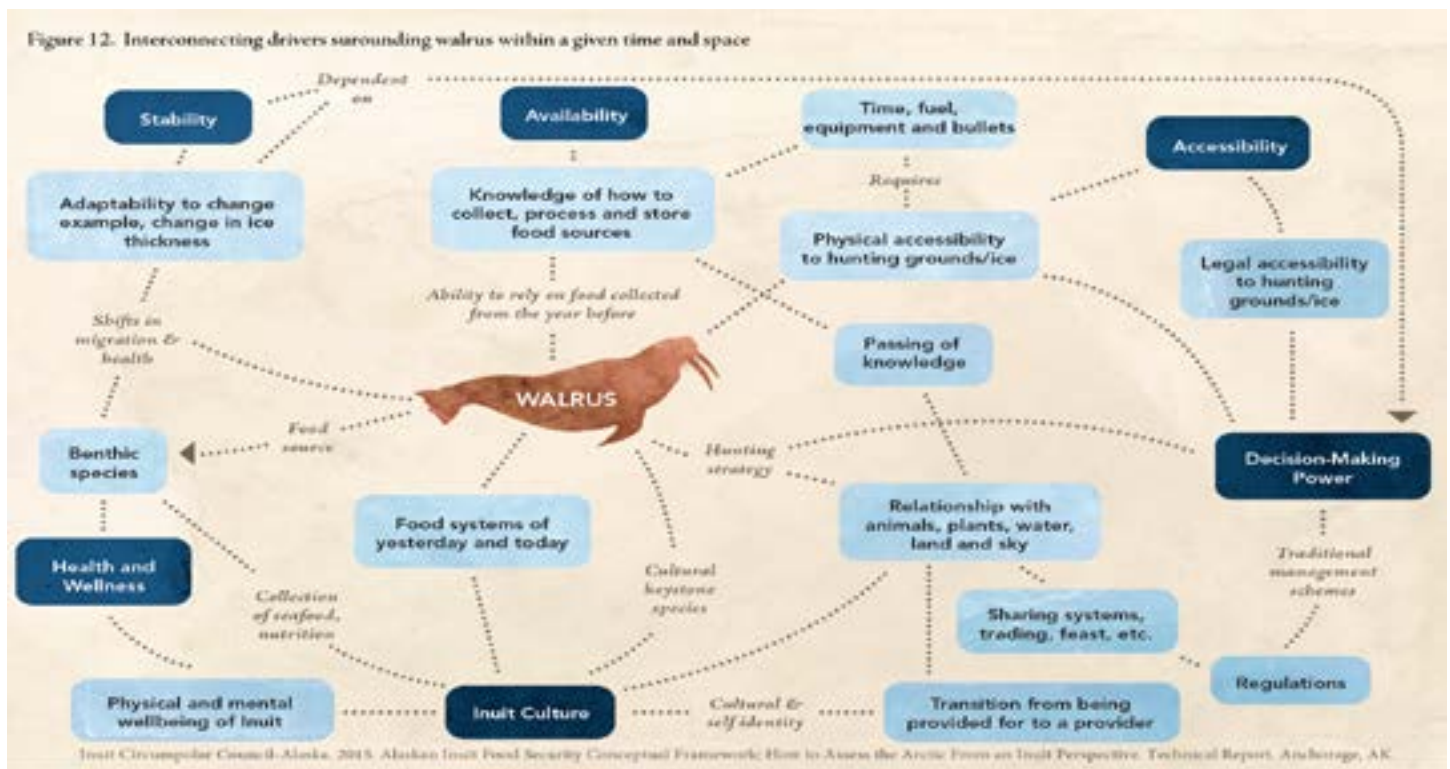 Figure 12. Interconnecting drivers surounding walrus within a given time and space
Dependent
on
Stability
Availability
Time, fuel,
equipment and bullets
Accessibility
Requires
Adaptability to change
example, change in ice
thickness
Knowledge of how to
collect, process and store
food sources
Physical accessibility
to hunting grounds/ice
Legal accessibility
to hunting
grounds/ice
Ability to rely on food collected
from the year before
Shifts in
migration &
health
Passing of
knowledge
WALRUS
Food
source
Benthic
species
Hunting
strategy
Decision-Making
Power
Food systems of
yesterday and today
Relationship with
animals, plants, water,
land and sky
Health and
Wellness
Cultural
keystone
species
Traditional
management
schemes
Collection
of seafood,
nutrition
Sharing systems,
trading, feast, etc.
Regulations
Physical and mental
wellbeing of Inuit
Inuit Culture
Cultural &
self identity
Transition from being
provided for to a provider
Inuit Circumpolar Council-Alaska. 2015. Alaskan Inuit Food Security Conceptual Framework: How to Assess the Arctic From an Inuit Perspective. Technical Report. Anchorage, AK.